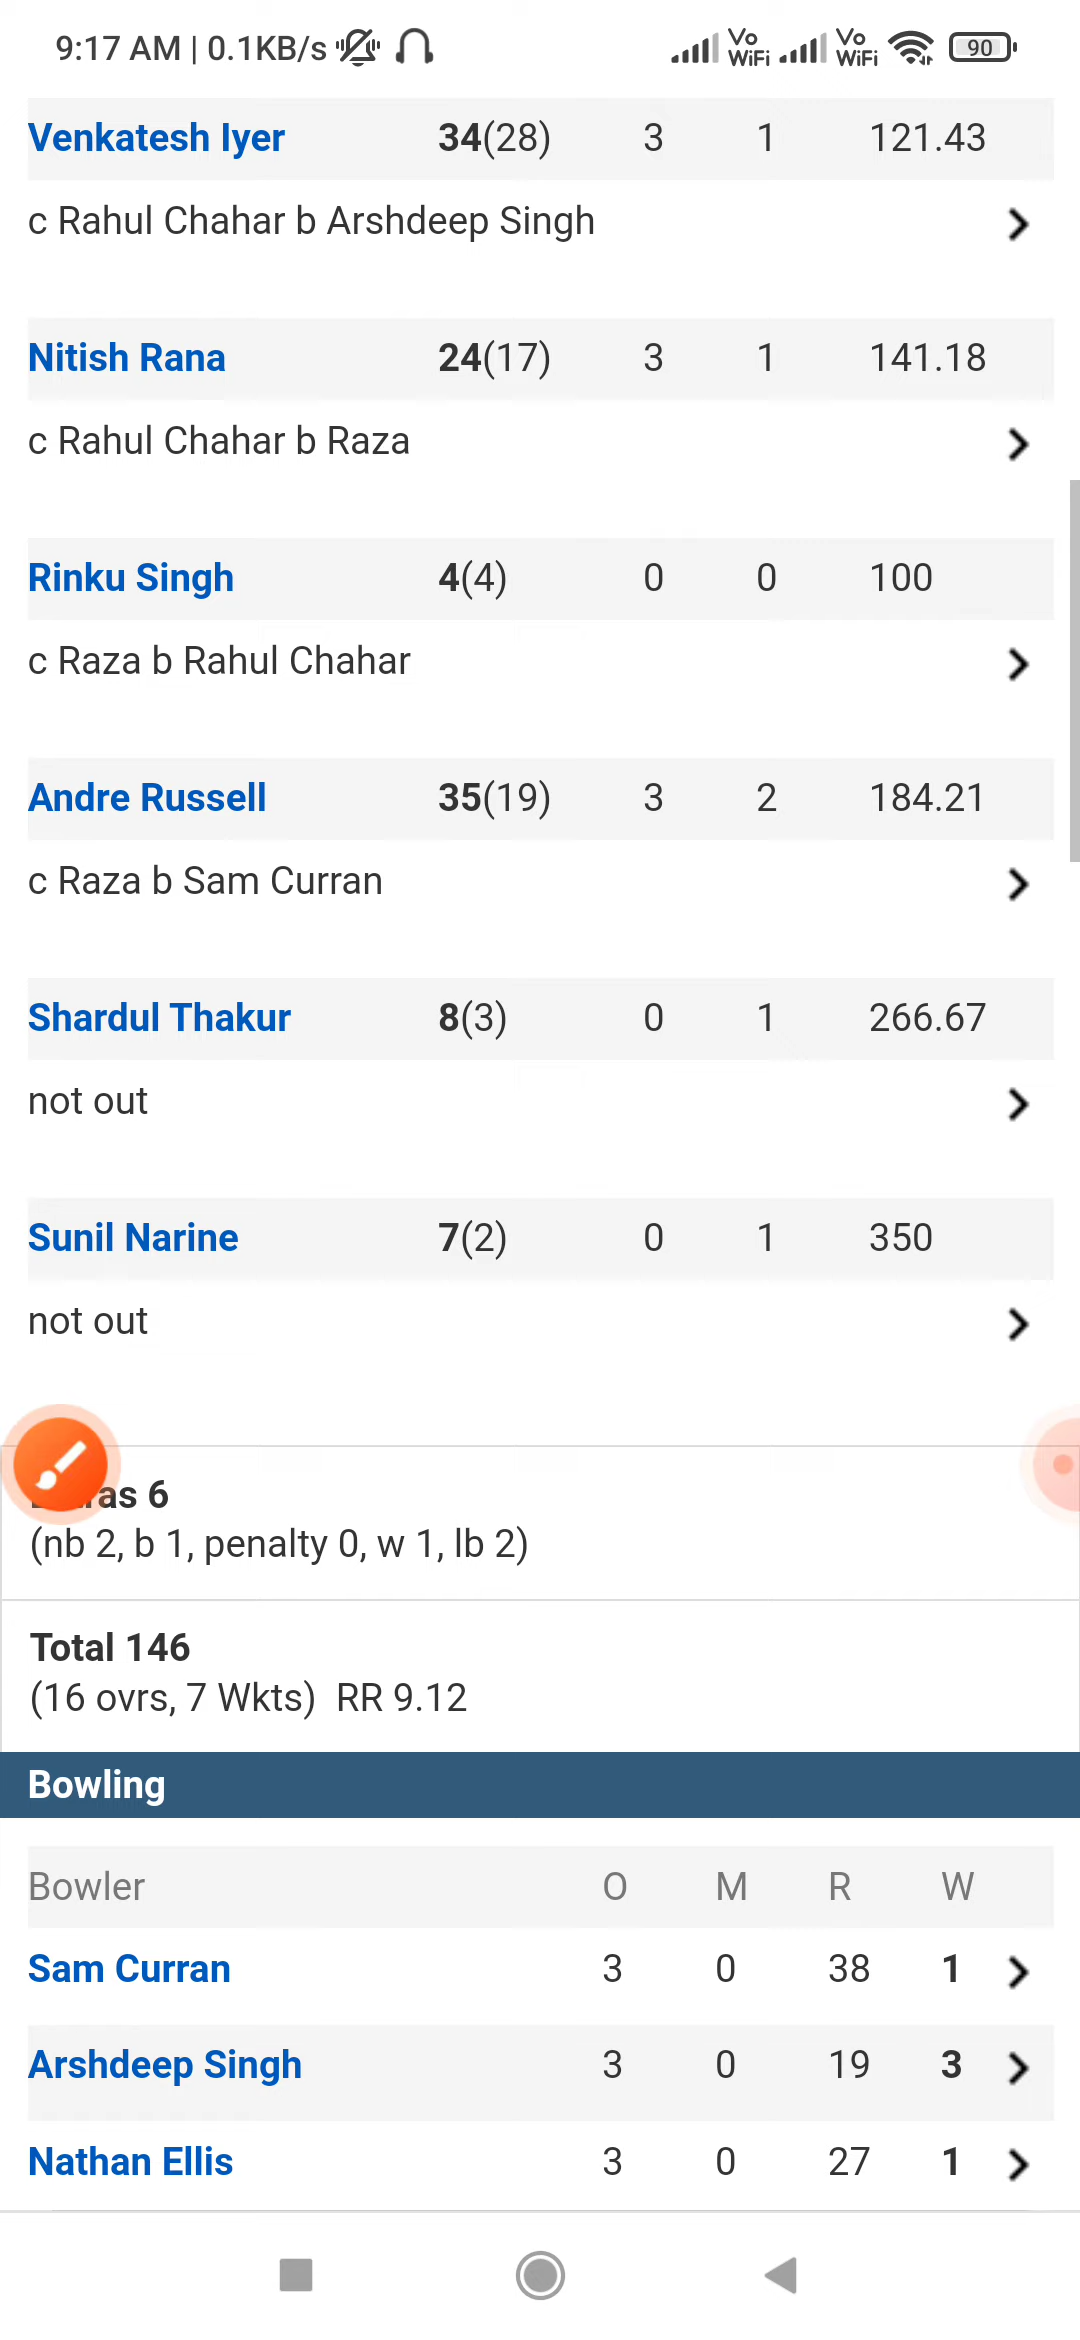 9:17 AM | 0.1KB/s Vo WiFi Vo WiFi 90
Venkatesh Iyer 34(28) 3 1 121.43
c Rahul Chahar b Arshdeep Singh
Nitish Rana 24(17) 3 1 141.18
c Rahul Chahar b Raza
Rinku Singh 4(4) 0 0 100
c Raza b Rahul Chahar
Andre Russell 35(19) 3 2 184.21
c Raza b Sam Curran
Shardul Thakur 8(3) 0 1 266.67
not out
Sunil Narine 7(2) 0 1 350
not out
6
(nb 2, b 1, penalty 0, w 1, lb 2)
Total 146
(16 ovrs, 7 Wkts) RR 9.12
Bowling
Bowler O M R W
Sam Curran 3 0 38 1
Arshdeep Singh 3 0 19 3
Nathan Ellis 3 0 27 1